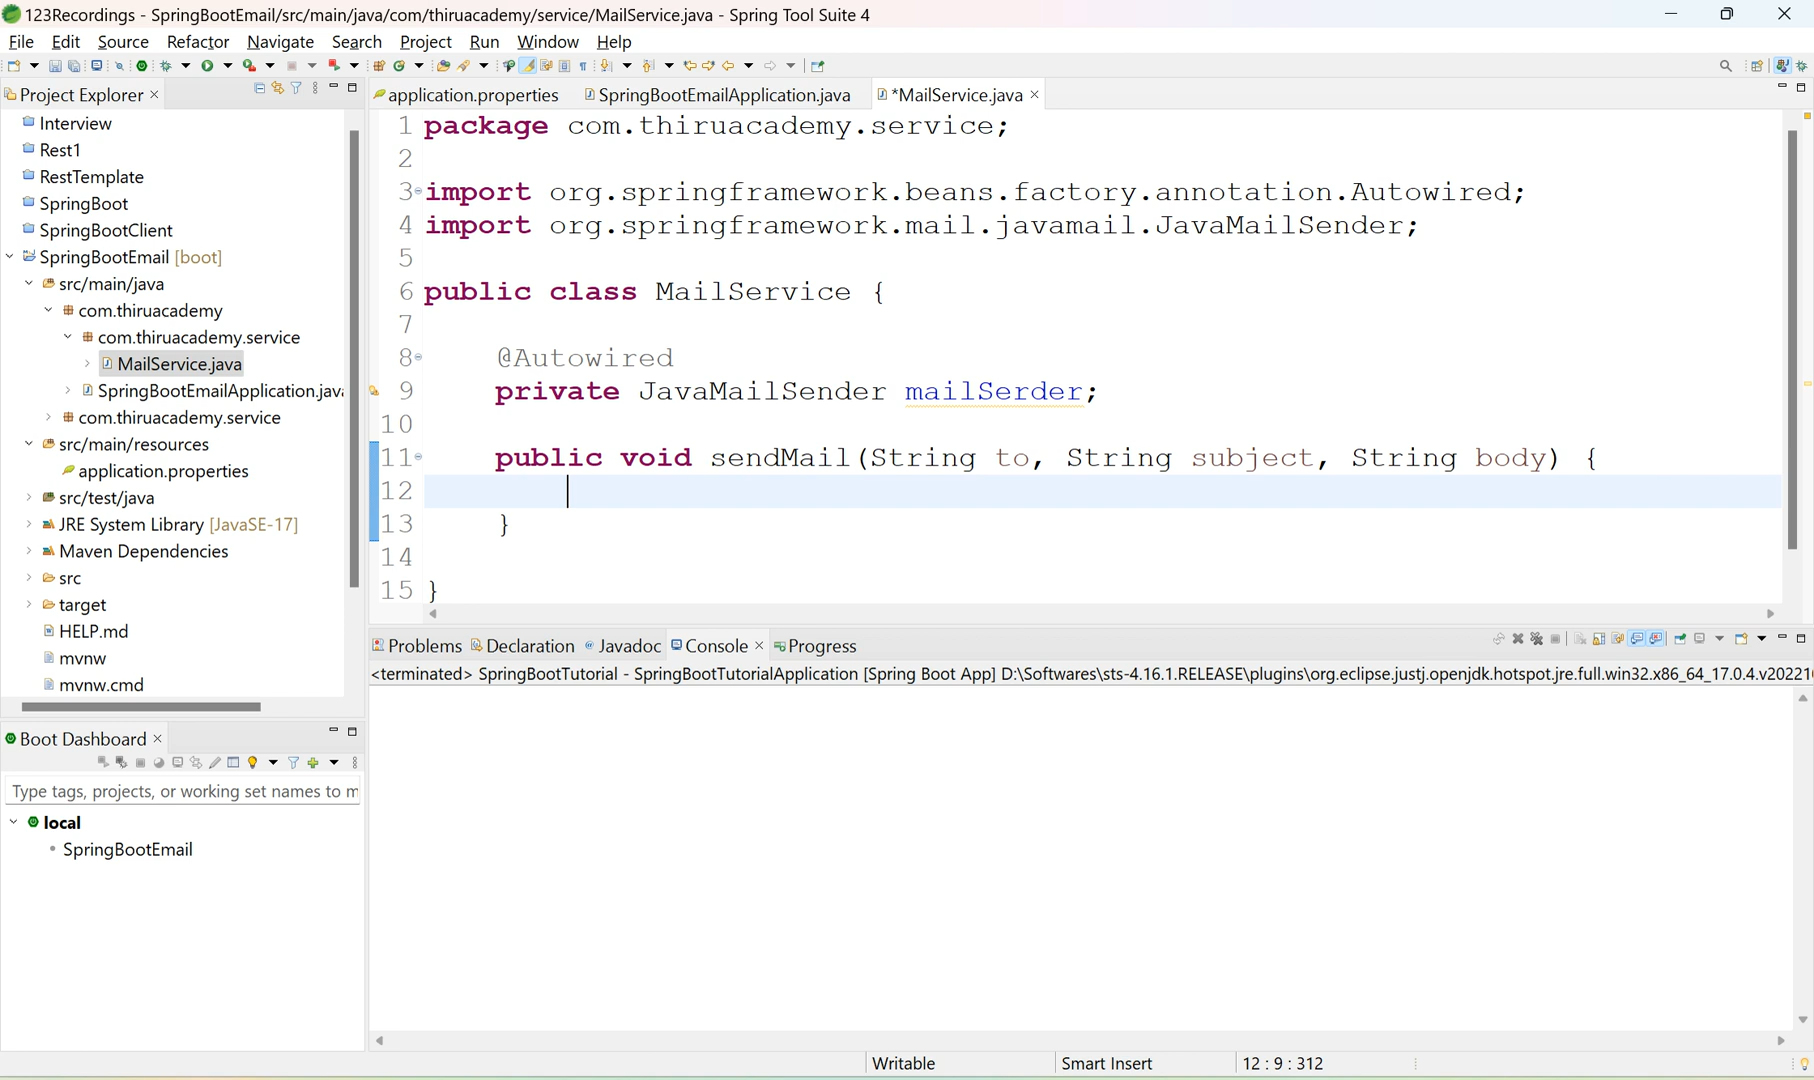 123Recordings - SpringBootEmail/src/main/java/com/thiruacademy/service/MailService.java - Spring Tool Suite 4
File Edit Source Refactor Navigate Search Project Run Window Help
Project Explorer
Interview
Rest1
RestTemplate
SpringBoot
SpringBootClient
SpringBootEmail [boot]
src/main/java
com.thiruacademy
com.thiruacademy.service
MailService.java
SpringBootEmailApplication.java
com.thiruacademy.service
src/main/resources
application.properties
src/test/java
JRE System Library [JavaSE-17]
Maven Dependencies
src
target
HELP.md
mvnw
mvnw.cmd
Boot Dashboard
Type tags, projects, or working set names to m
local
SpringBootEmail
application.properties SpringBootEmailApplication.java *MailService.java
1 package com.thiruacademy.service;
2
3 import org.springframework.beans.factory.annotation.Autowired;
4 import org.springframework.mail.javamail.JavaMailSender;
5
6 public class MailService {
7
8 @Autowired
9 private JavaMailSender mailSerder;
10
11 public void sendMail(String to, String subject, String body) {
12
13 }
14
15 }
Problems Declaration Javadoc Console Progress
<terminated> SpringBootTutorial - SpringBootTutorialApplication [Spring Boot App] D:\Softwares\sts-4.16.1.RELEASE\plugins\org.eclipse.justj.openjdk.hotspot.jre.full.win32.x86_64_17.0.4.v202210
Writable Smart Insert 12 : 9 : 312